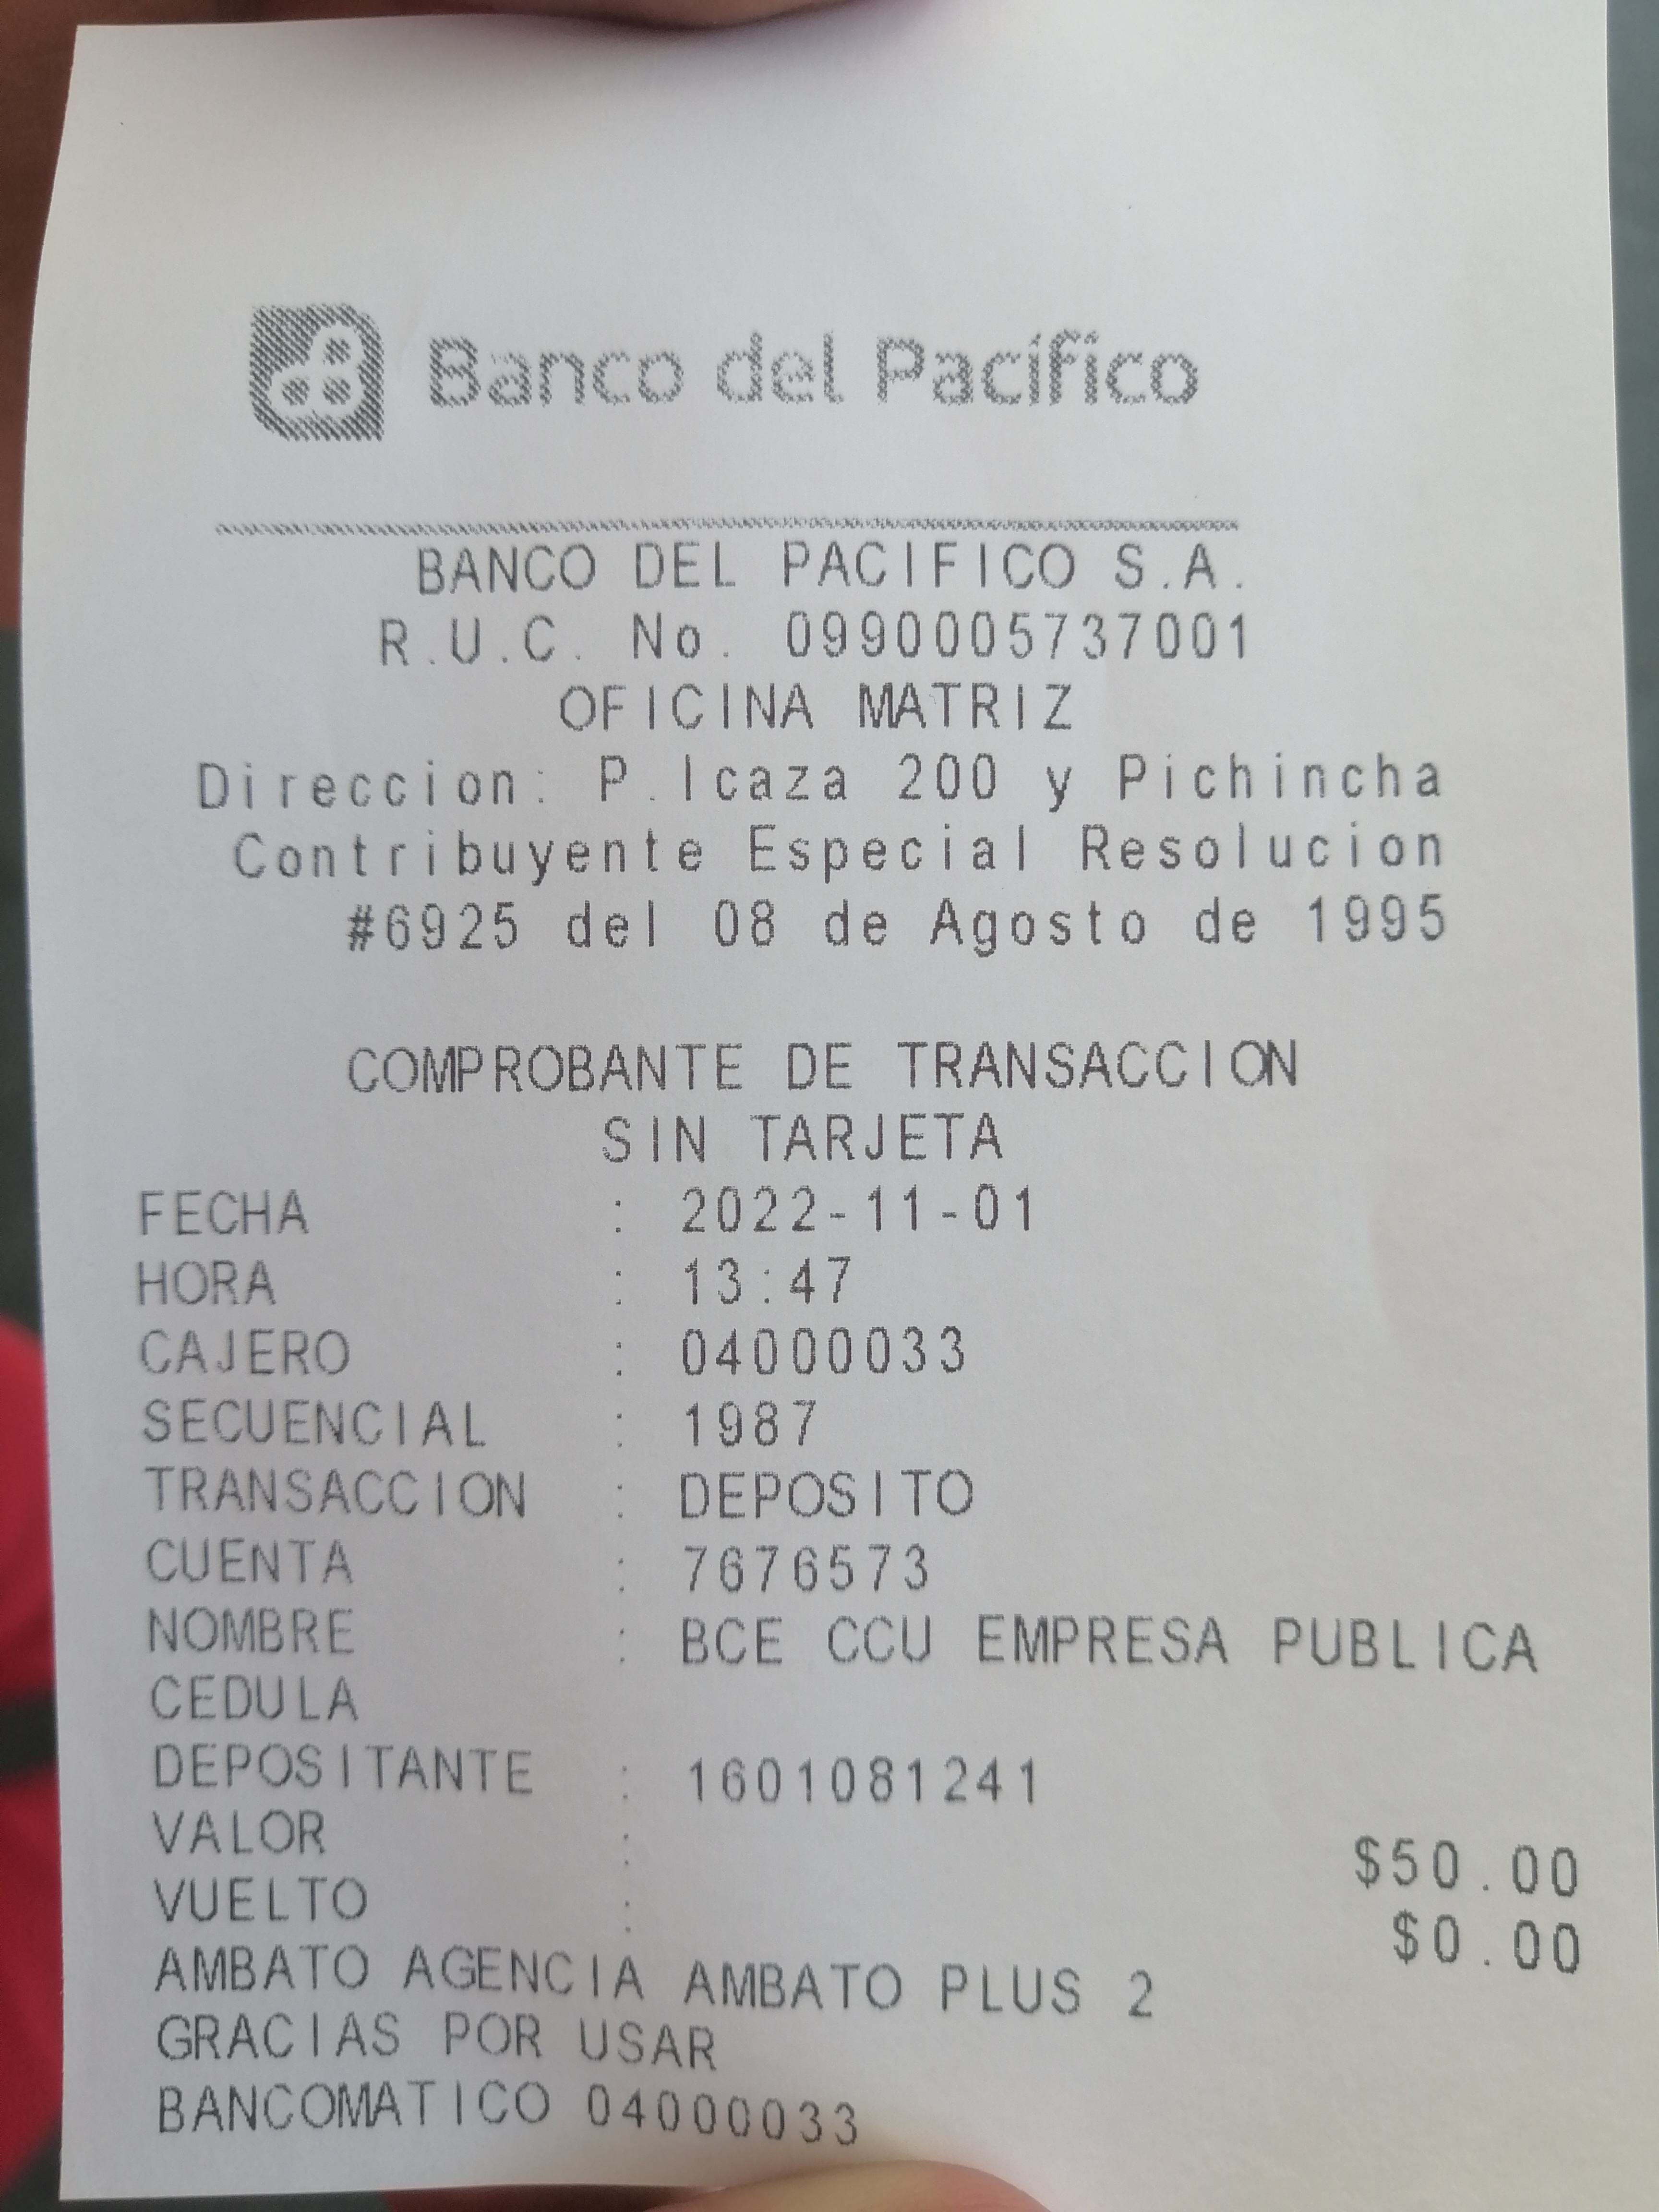 Banco del Pacífico
BANCO DEL PACIFICO S.A.
R.U.C. No. 0990005737001
OFICINA MATRIZ
Direccion: P.Icaza 200 y Pichincha
Contribuyente Especial Resolucion
#6925 del 08 de Agosto de 1995
COMPROBANTE DE TRANSACCION
SIN TARJETA
FECHA : 2022-11-01
HORA : 13:47
CAJERO : 04000033
SECUENCIAL : 1987
TRANSACCION : DEPOSITO
CUENTA : 7676573
NOMBRE : BCE CCU EMPRESA PUBLICA
CEDULA
DEPOSITANTE : 1601081241
VALOR : $50.00
VUELTO : $0.00
AMBATO AGENCIA AMBATO PLUS 2
GRACIAS POR USAR
BANCOMATICO 04000033